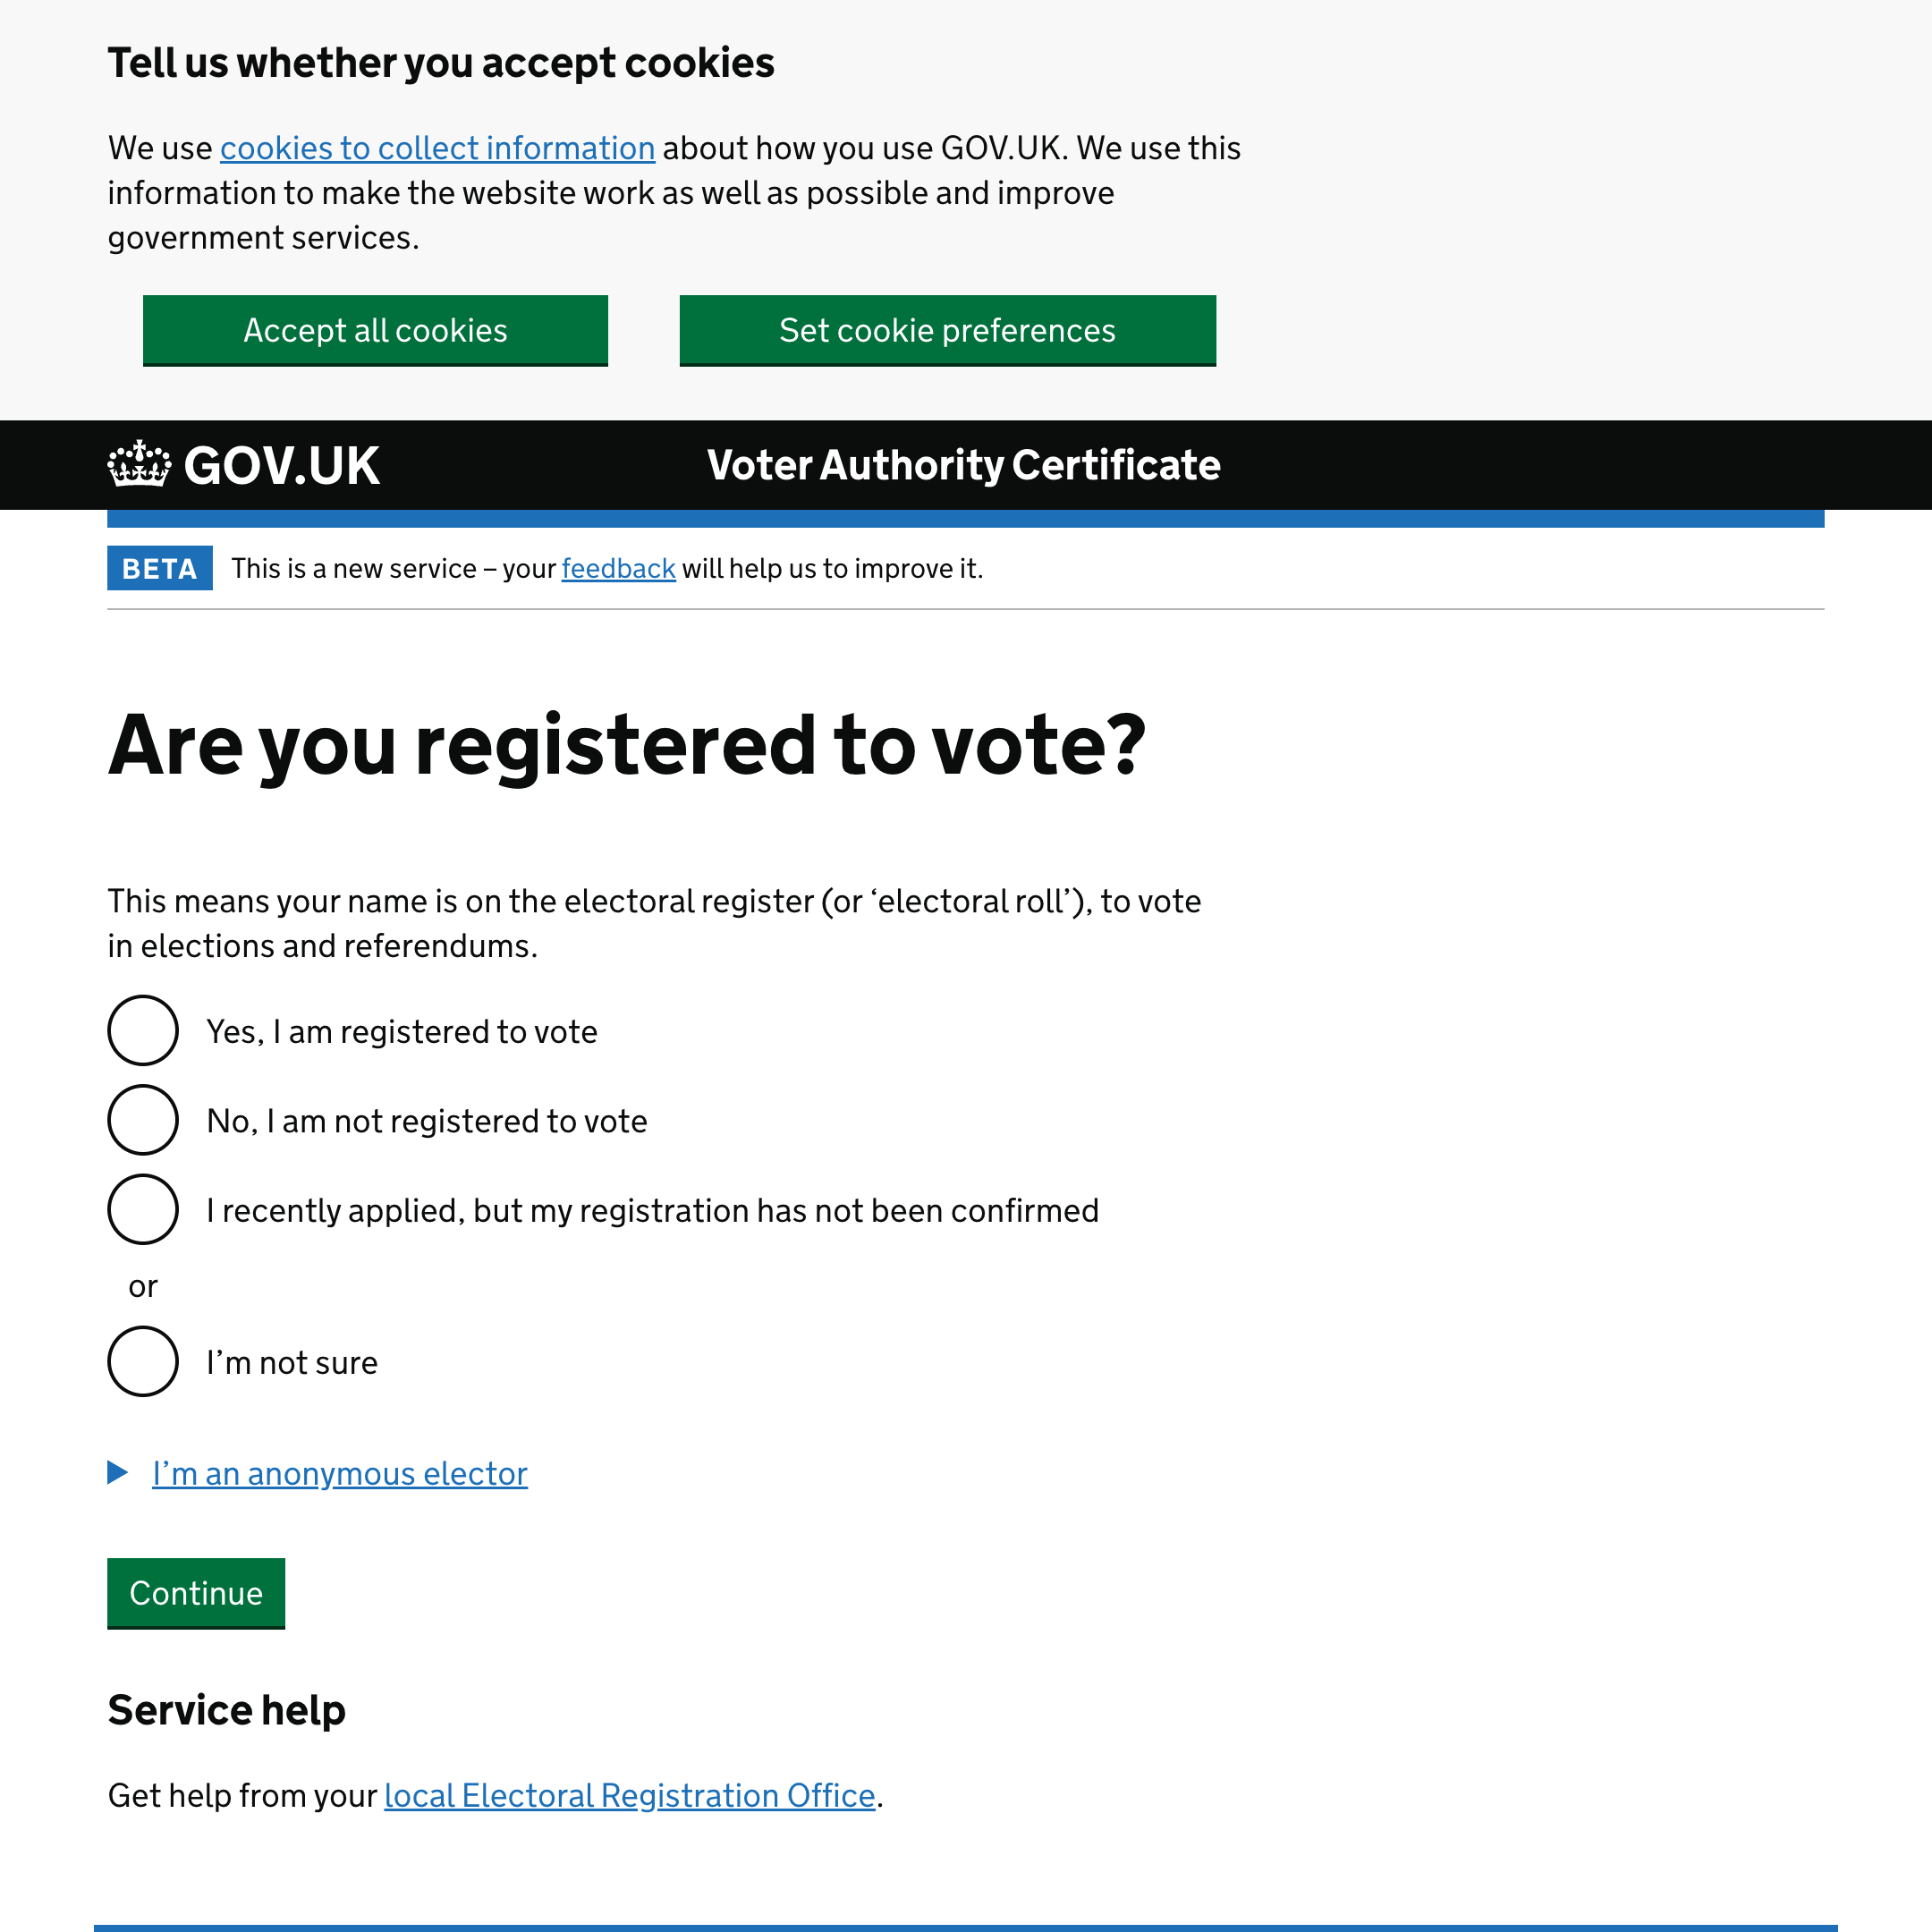 Tell us whether you accept cookies
We use cookies to collect information about how you use GOV.UK. We use this
information to make the website work as well as possible and improve
government services.
Accept all cookies
Set cookie preferences
GOV.UK
Voter Authority Certificate
BETA
This is a new service – your feedback will help us to improve it.
Are you registered to vote?
This means your name is on the electoral register (or ‘electoral roll’), to vote
in elections and referendums.
Yes, I am registered to vote
No, I am not registered to vote
I recently applied, but my registration has not been confirmed
or
I’m not sure
I’m an anonymous elector
Continue
Service help
Get help from your local Electoral Registration Office.